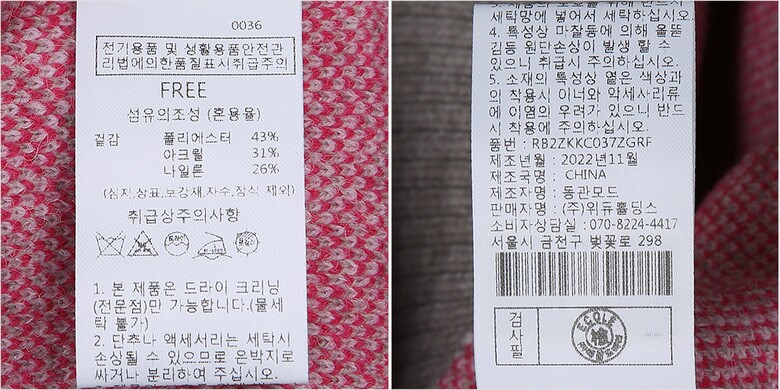 0036
전기용품 및 생활용품안전관
리법에의한품질표시취급주의
FREE
섬유의조성 (혼용율)
겉감 폴리에스터 43%
아크릴 31%
나일론 26%
(심지,상표,보강재,자수,장식 제외)
취급상주의사항
1. 본 제품은 드라이 크리닝
(전문점)만 가능합니다.(물세
탁 불가)
2. 단추나 액세서리는 세탁시
손상될 수 있으므로 은박지로
싸거나 분리하여 주십시오.
세탁망에 넣어서 세탁하십시오.
4. 특성상 마찰등에 의해 올뜯
김등 원단손상이 발생 할 수
있으니 취급시 주의하십시오.
5. 소재의 특성상 옅은 색상과
의 착용시 이너와 악세사리류
에 이염의 우려가 있으니 반드
시 착용에 주의하십시오.
품번 : RB2ZKKC037ZGRF
제조년월 : 2022년11월
제조국명 : CHINA
제조자명 : 동관모드
판매자명 : (주)위듀홀딩스
소비자상담실 : 070-8224-4417
서울시 금천구 벚꽃로 298
검사필
ECOLE